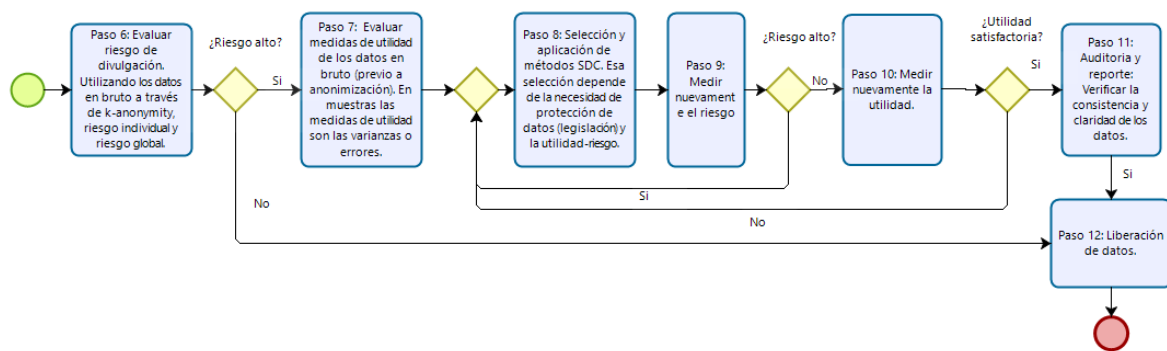 Paso 6: Evaluar
riesgo de
divulgación.
Utilizando los datos
en bruto a través
de k-anonymity,
riesgo individual y
riesgo global.
¿Riesgo alto?
Si
No
Paso 7: Evaluar
medidas de utilidad
de los datos en
bruto (previo a
anonimización). En
muestras las
medidas de utilidad
son las varianzas o
errores.
Paso 8: Selección y
aplicación de
métodos SDC. Esa
selección depende
de la necesidad de
protección de
datos (legislación) y
la utilidad-riesgo.
Paso 9:
Medir
nuevament
e el riesgo
¿Riesgo alto?
No
Si
Paso 10: Medir
nuevamente la
utilidad.
¿Utilidad
satisfactoria?
Si
No
Paso 11:
Auditoria y
reporte:
Verificar la
consistencia y
claridad de los
datos.
Si
Paso 12: Liberación
de datos.